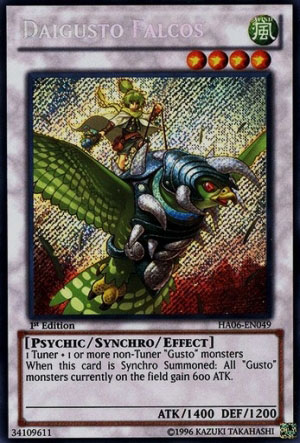 DAIGUSTO FALCOS
WIND
風
1st Edition
HA06-EN049
[PSYCHIC/SYNCHRO/EFFECT]
1 Tuner + 1 or more non-Tuner "Gusto" monsters
When this card is Synchro Summoned: All "Gusto"
monsters currently on the field gain 600 ATK.
ATK/1400 DEF/1200
34109611
©1996 KAZUKI TAKAHASHI